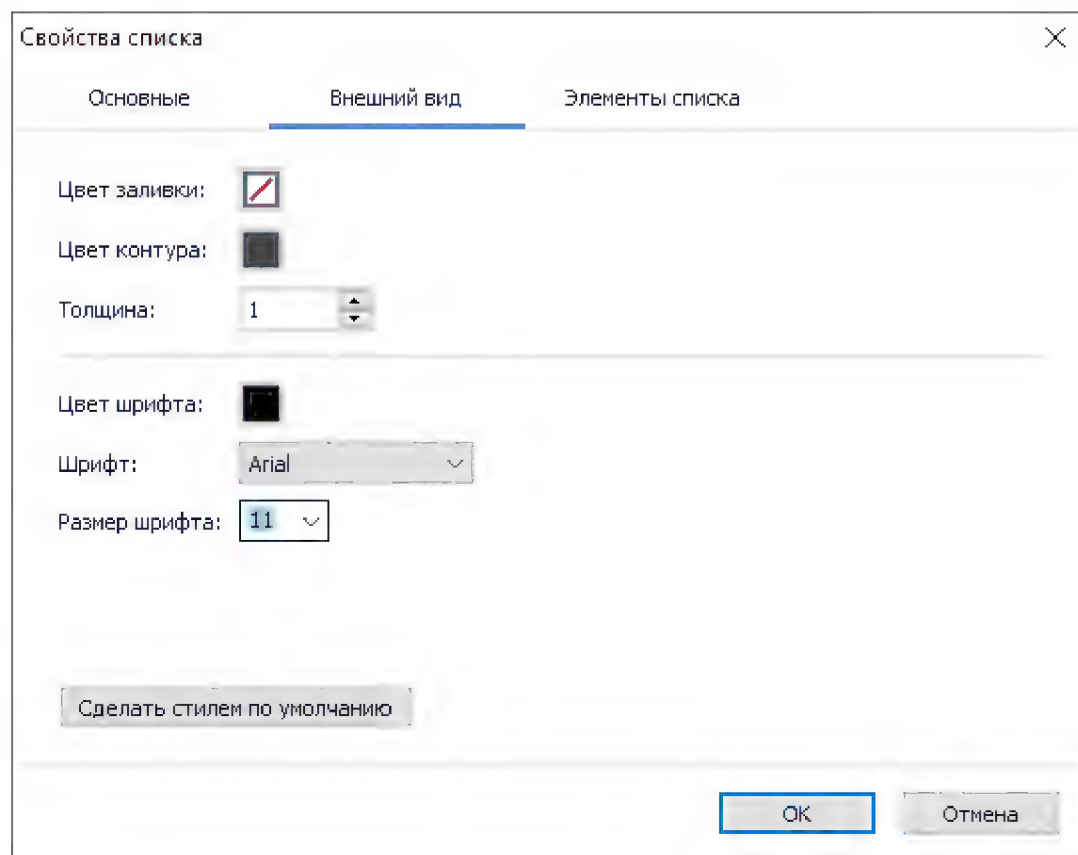 Свойства списка
Основные Внешний вид Элементы списка
Цвет заливки:
Цвет контура:
Толщина: 1
Цвет шрифта:
Шрифт: Arial
Размер шрифта: 11
Сделать стилем по умолчанию
OK Отмена